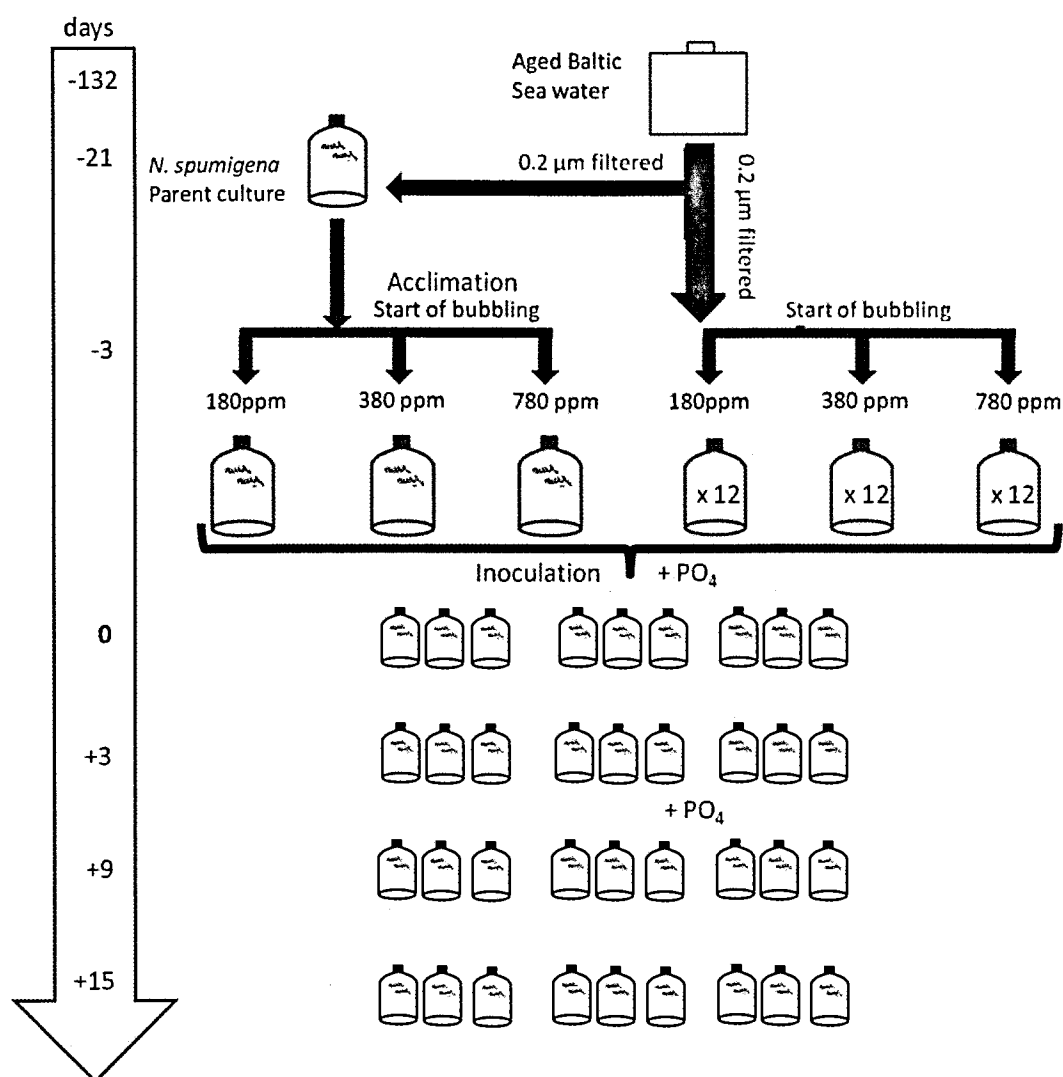 days
-132
-21
-3
0
+3
+9
+15
Aged Baltic
Sea water
0.2 µm filtered
0.2 µm filtered
N. spumigena
Parent culture
Acclimation
Start of bubbling
Start of bubbling
180ppm
380 ppm
780 ppm
180ppm
380 ppm
780 ppm
x 12
x 12
x 12
Inoculation
+ PO₄
+ PO₄